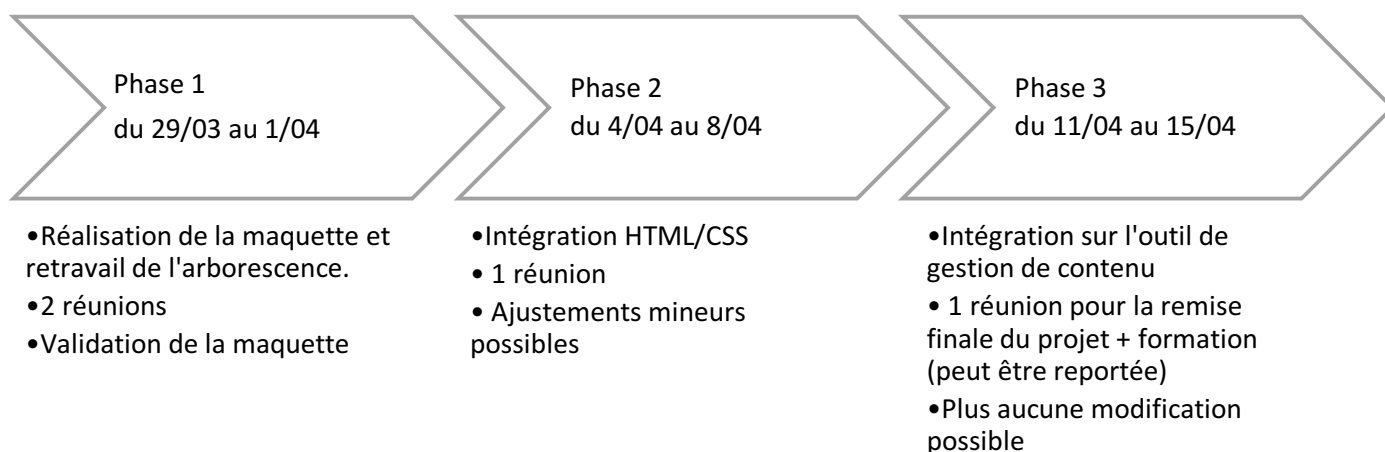 Phase 1
du 29/03 au 1/04
•Réalisation de la maquette et
retravail de l'arborescence.
•2 réunions
•Validation de la maquette
Phase 2
du 4/04 au 8/04
•Intégration HTML/CSS
• 1 réunion
• Ajustements mineurs
possibles
Phase 3
du 11/04 au 15/04
•Intégration sur l'outil de
gestion de contenu
• 1 réunion pour la remise
finale du projet + formation
(peut être reportée)
•Plus aucune modification
possible